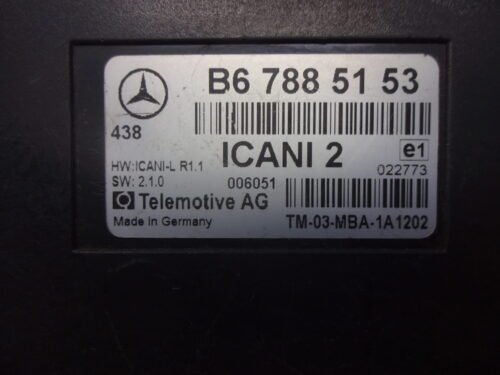 B6 788 51 53
438
ICANI 2
e1
HW:ICANI-L R1.1
022773
SW: 2.1.0
006051
Telemotive AG
Made in Germany
TM-03-MBA-1A1202